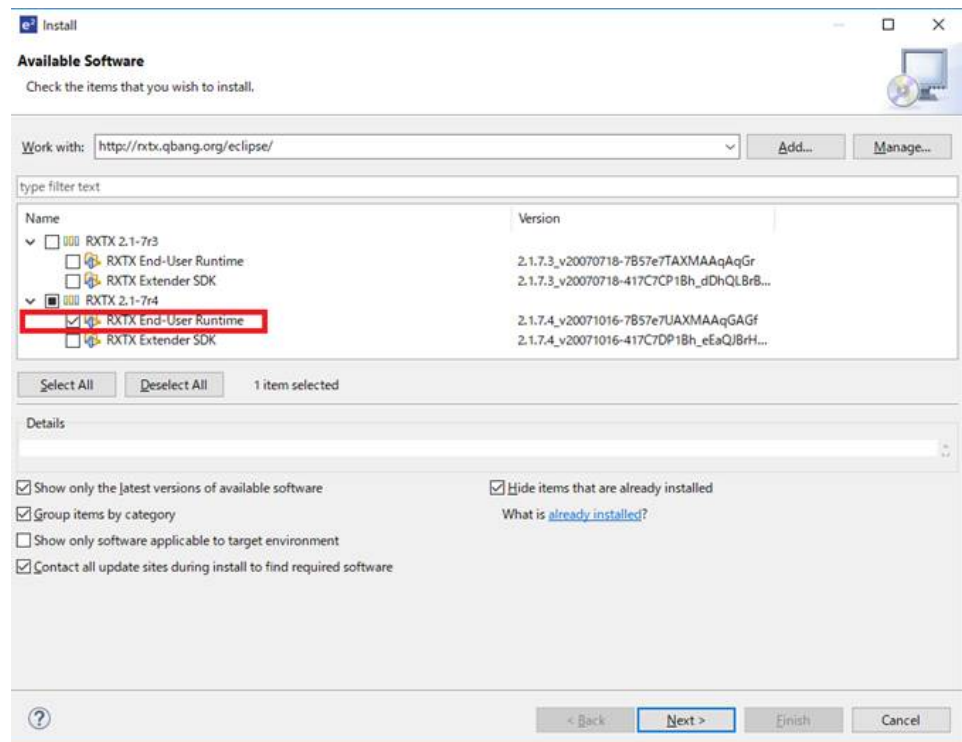 e² Install
Available Software
Check the items that you wish to install.
Work with: http://rxtx.qbang.org/eclipse/ Add... Manage...
type filter text
Name Version
RXTX 2.1-7r3
RXTX End-User Runtime 2.1.7.3_v20070718-7B57e7TAXMAAqAqGr
RXTX Extender SDK 2.1.7.3_v20070718-417C7CP1Bh_dDhQLBrB...
RXTX 2.1-7r4
RXTX End-User Runtime 2.1.7.4_v20071016-7B57e7UAXMAAqGAGf
RXTX Extender SDK 2.1.7.4_v20071016-417C7DP1Bh_eEaQJBrH...
Select All Deselect All 1 item selected
Details
Show only the latest versions of available software Hide items that are already installed
Group items by category What is already installed?
Show only software applicable to target environment
Contact all update sites during install to find required software
? < Back Next > Finish Cancel